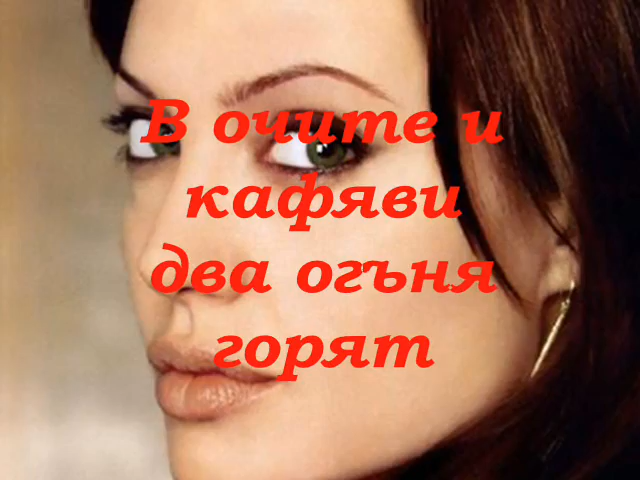 В очите и
кафяви
два огъня
горят